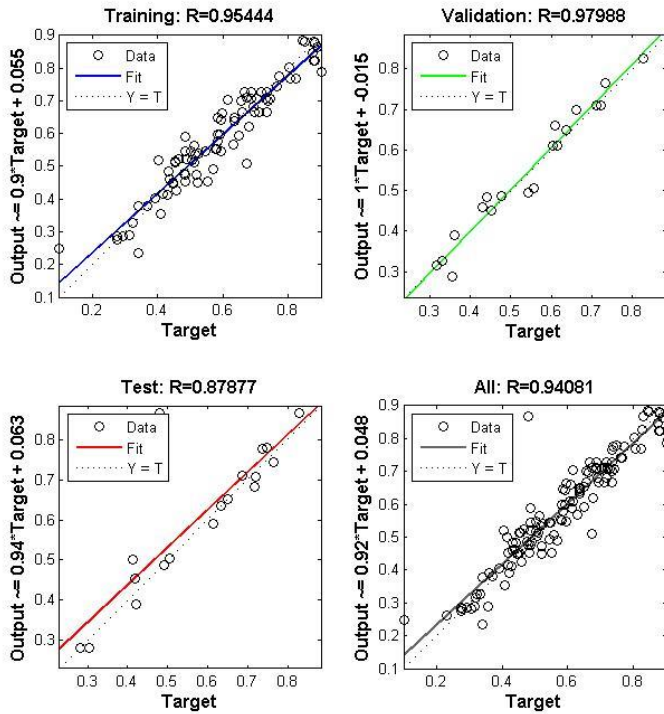 Training: R=0.95444
Output ~= 0.9*Target + 0.055
0.9
0.8
0.7
0.6
0.5
0.4
0.3
0.2
0.1
Data
Fit
Y = T
0.2
0.4
0.6
0.8
Target
Validation: R=0.97988
Output ~= 1*Target + -0.015
0.8
0.7
0.6
0.5
0.4
0.3
Data
Fit
Y = T
0.3
0.4
0.5
0.6
0.7
0.8
Target
Test: R=0.87877
Output ~= 0.94*Target + 0.063
0.8
0.7
0.6
0.5
0.4
0.3
Data
Fit
Y = T
0.3
0.4
0.5
0.6
0.7
0.8
Target
All: R=0.94081
Output ~= 0.92*Target + 0.048
0.9
0.8
0.7
0.6
0.5
0.4
0.3
0.2
0.1
Data
Fit
Y = T
0.2
0.4
0.6
0.8
Target